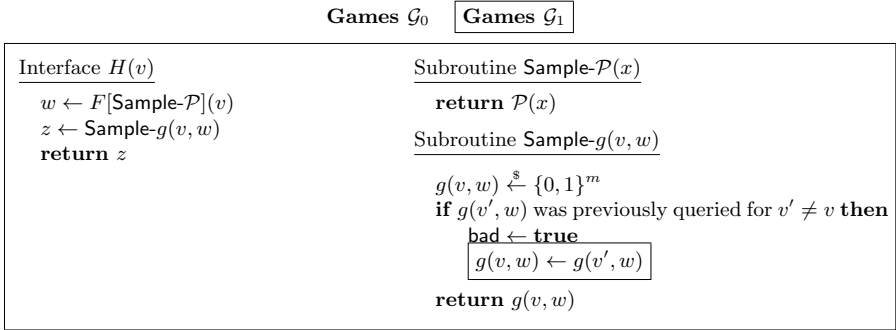 Games 𝒢₀ Games 𝒢₁
Interface H(v)
w ← F[Sample-𝒫](v)
z ← Sample-g(v, w)
return z
Subroutine Sample-𝒫(x)
return 𝒫(x)
Subroutine Sample-g(v, w)
g(v, w) ←$ {0, 1}ᵐ
if g(v′, w) was previously queried for v′ ≠ v then
bad ← true
g(v, w) ← g(v′, w)
return g(v, w)